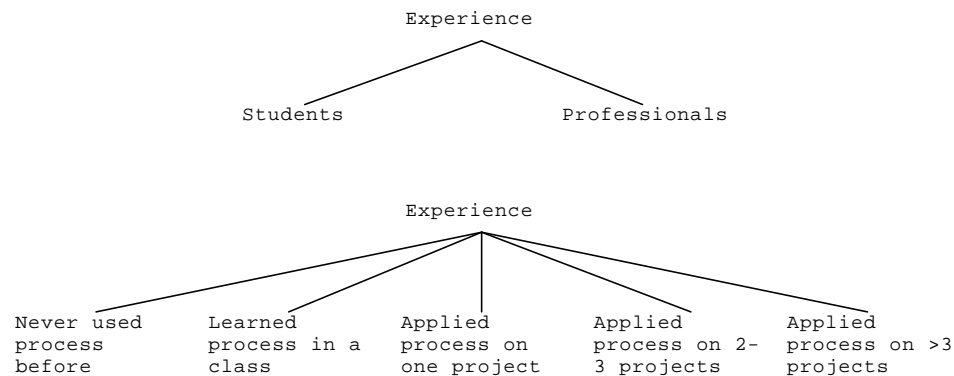 Experience
Students Professionals
Experience
Never used Learned Applied Applied Applied
process process in a process on process on 2- process on >3
before class one project 3 projects projects